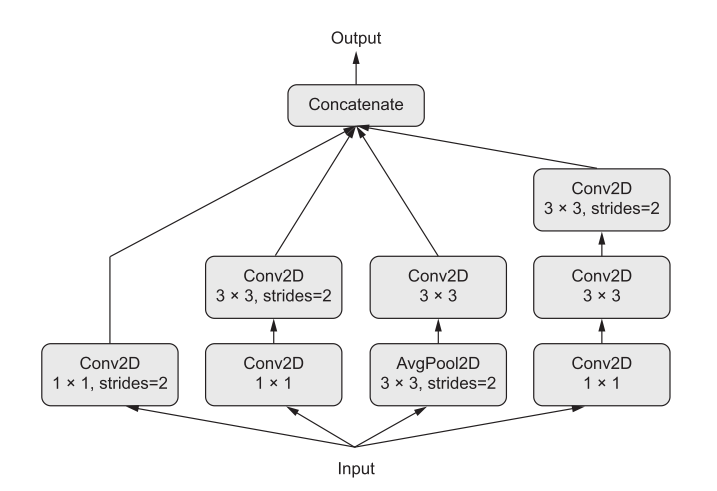 Output
Concatenate
Conv2D
3 × 3, strides=2
Conv2D
3 × 3, strides=2
Conv2D
3 × 3
Conv2D
3 × 3
Conv2D
1 × 1, strides=2
Conv2D
1 × 1
AvgPool2D
3 × 3, strides=2
Conv2D
1 × 1
Input